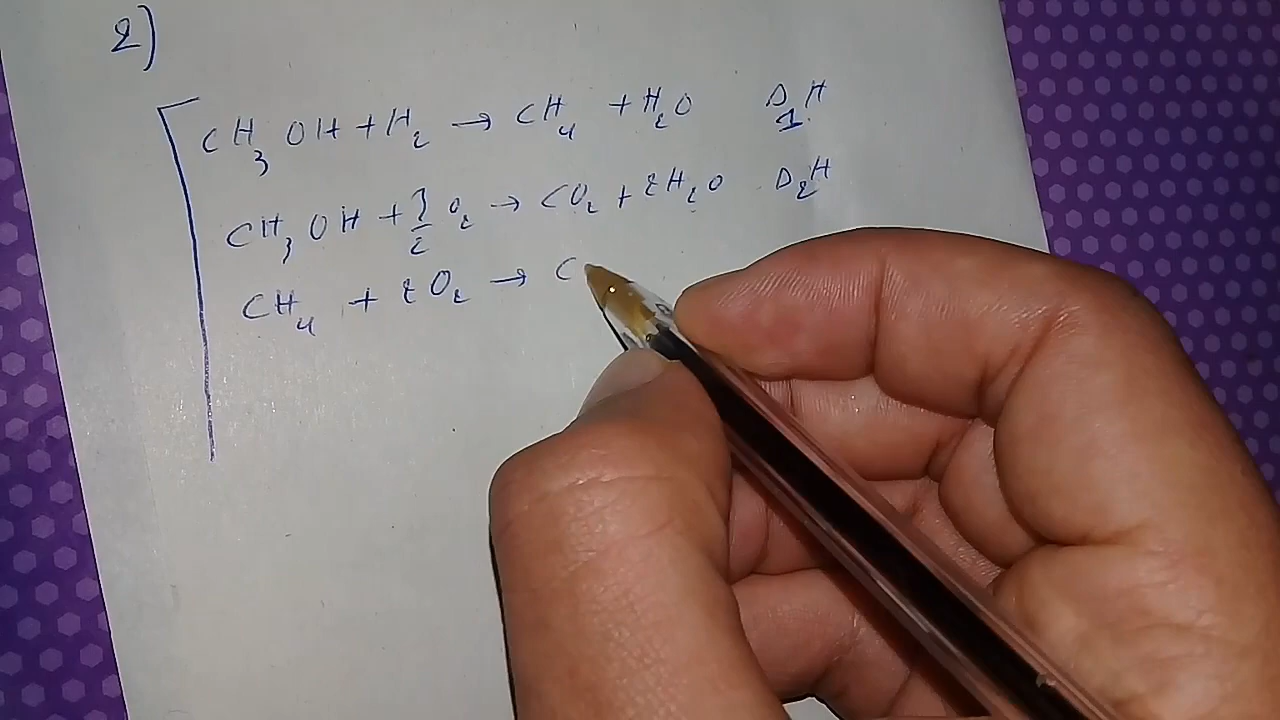 2)
CH₃OH + H₂ → CH₄ + H₂O Δ₁H
CH₃OH + 3/2 O₂ → CO₂ + 2H₂O Δ₂H
CH₄ + 2O₂ → C